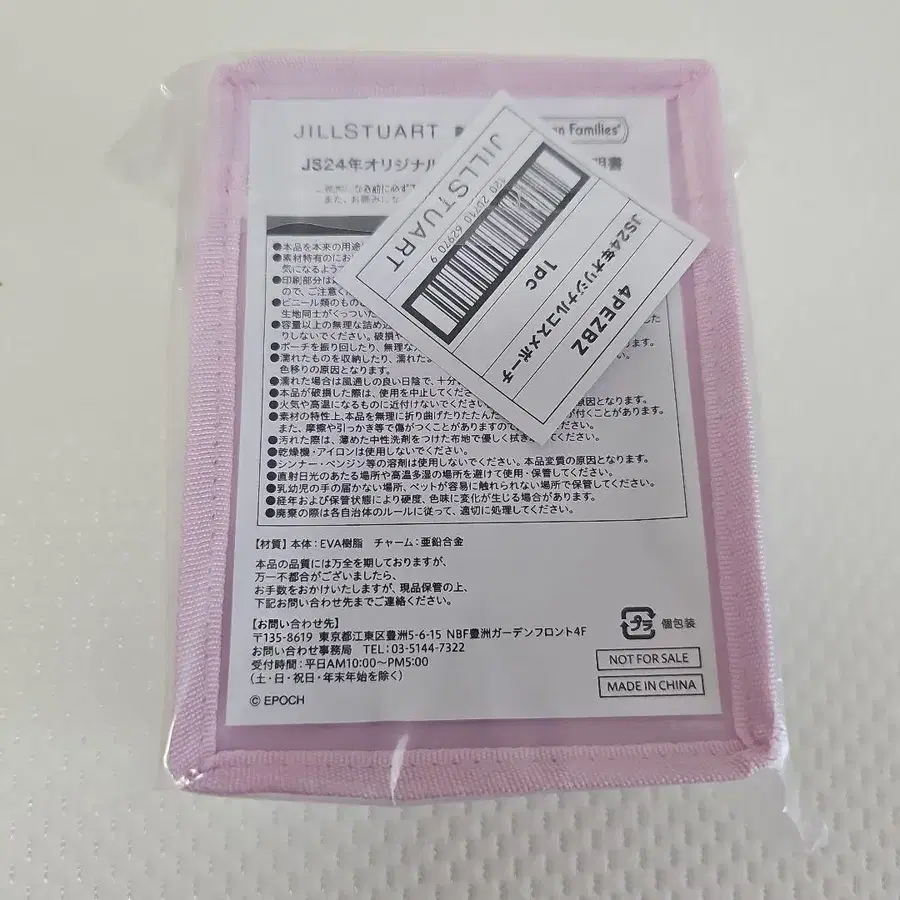 JILLSTUART
Families
JS24年オリジナル
明書
また、お読みにな
●本品を本来の用途
●素材特有のにお
気になるようで
●印刷部分は
ので、ご注意く
●ビニール類のもの
生地同士がくっつい
●容量以上の無理な詰め込
りしないでください。破損や
●ポーチを振り回したり、無理な
ます。
●濡れたものを収納したり、濡れた
色移りの原因となります。
●濡れた場合は風通しの良い日陰で、十分
●本品が破損した際は、使用を中止してくだ
●火気や高温になるものに近付けないでください
原因となります。
●素材の特性上、本品を無理に折り曲げたりたたんだ
が付くことがあります。
また、摩擦や引っかき等で傷がつくことがありますので
てください。
●汚れた際は、薄めた中性洗剤をつけた布地で優しく拭き
ます。
●乾燥機・アイロンは使用しないでください。
●シンナー・ベンジン等の溶剤は使用しないでください。本品変質の原因となります。
●直射日光のあたる場所や高温多湿の場所を避けて使用・保管してください。
●乳幼児の手の届かない場所、ペットが容易に触れられない場所で保管してください。
●経年および保管状態により硬度、色味に変化が生じる場合があります。
●廃棄の際は各自治体のルールに従って、適切に処理してください。
【材質】本体：EVA樹脂 チャーム：亜鉛合金
本品の品質には万全を期しておりますが、
万一不都合がございましたら、
お手数をおかけいたしますが、現品保管の上、
下記お問い合わせ先までご連絡ください。
【お問い合わせ先】
〒135-8619 東京都江東区豊洲5-6-15 NBF豊洲ガーデンフロント4F
お問い合わせ事務局 TEL：03-5144-7322
受付時間：平日AM10:00～PM5:00
（土・日・祝日・年末年始を除く）
© EPOCH
プラ 個包装
NOT FOR SALE
MADE IN CHINA
JILLSTUART
20710 62970 9
1pc
JS24年オリジナルコスメポーチ
4PEZBZ